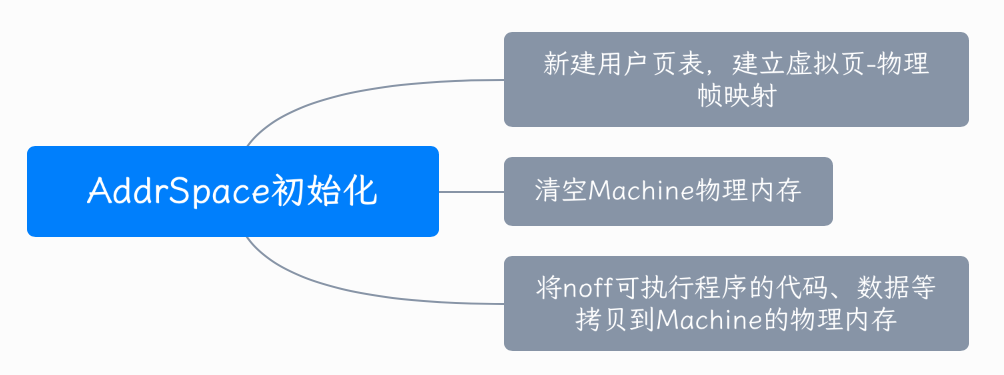 新建用户页表，建立虚拟页-物理
帧映射
AddrSpace初始化
清空Machine物理内存
将noff可执行程序的代码、数据等
拷贝到Machine的物理内存